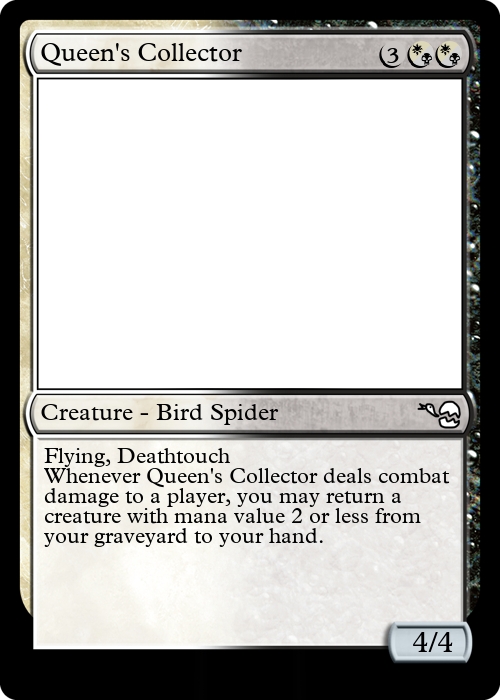 Queen's Collector
3
Creature - Bird Spider
Flying, Deathtouch
Whenever Queen's Collector deals combat
damage to a player, you may return a
creature with mana value 2 or less from
your graveyard to your hand.
4/4